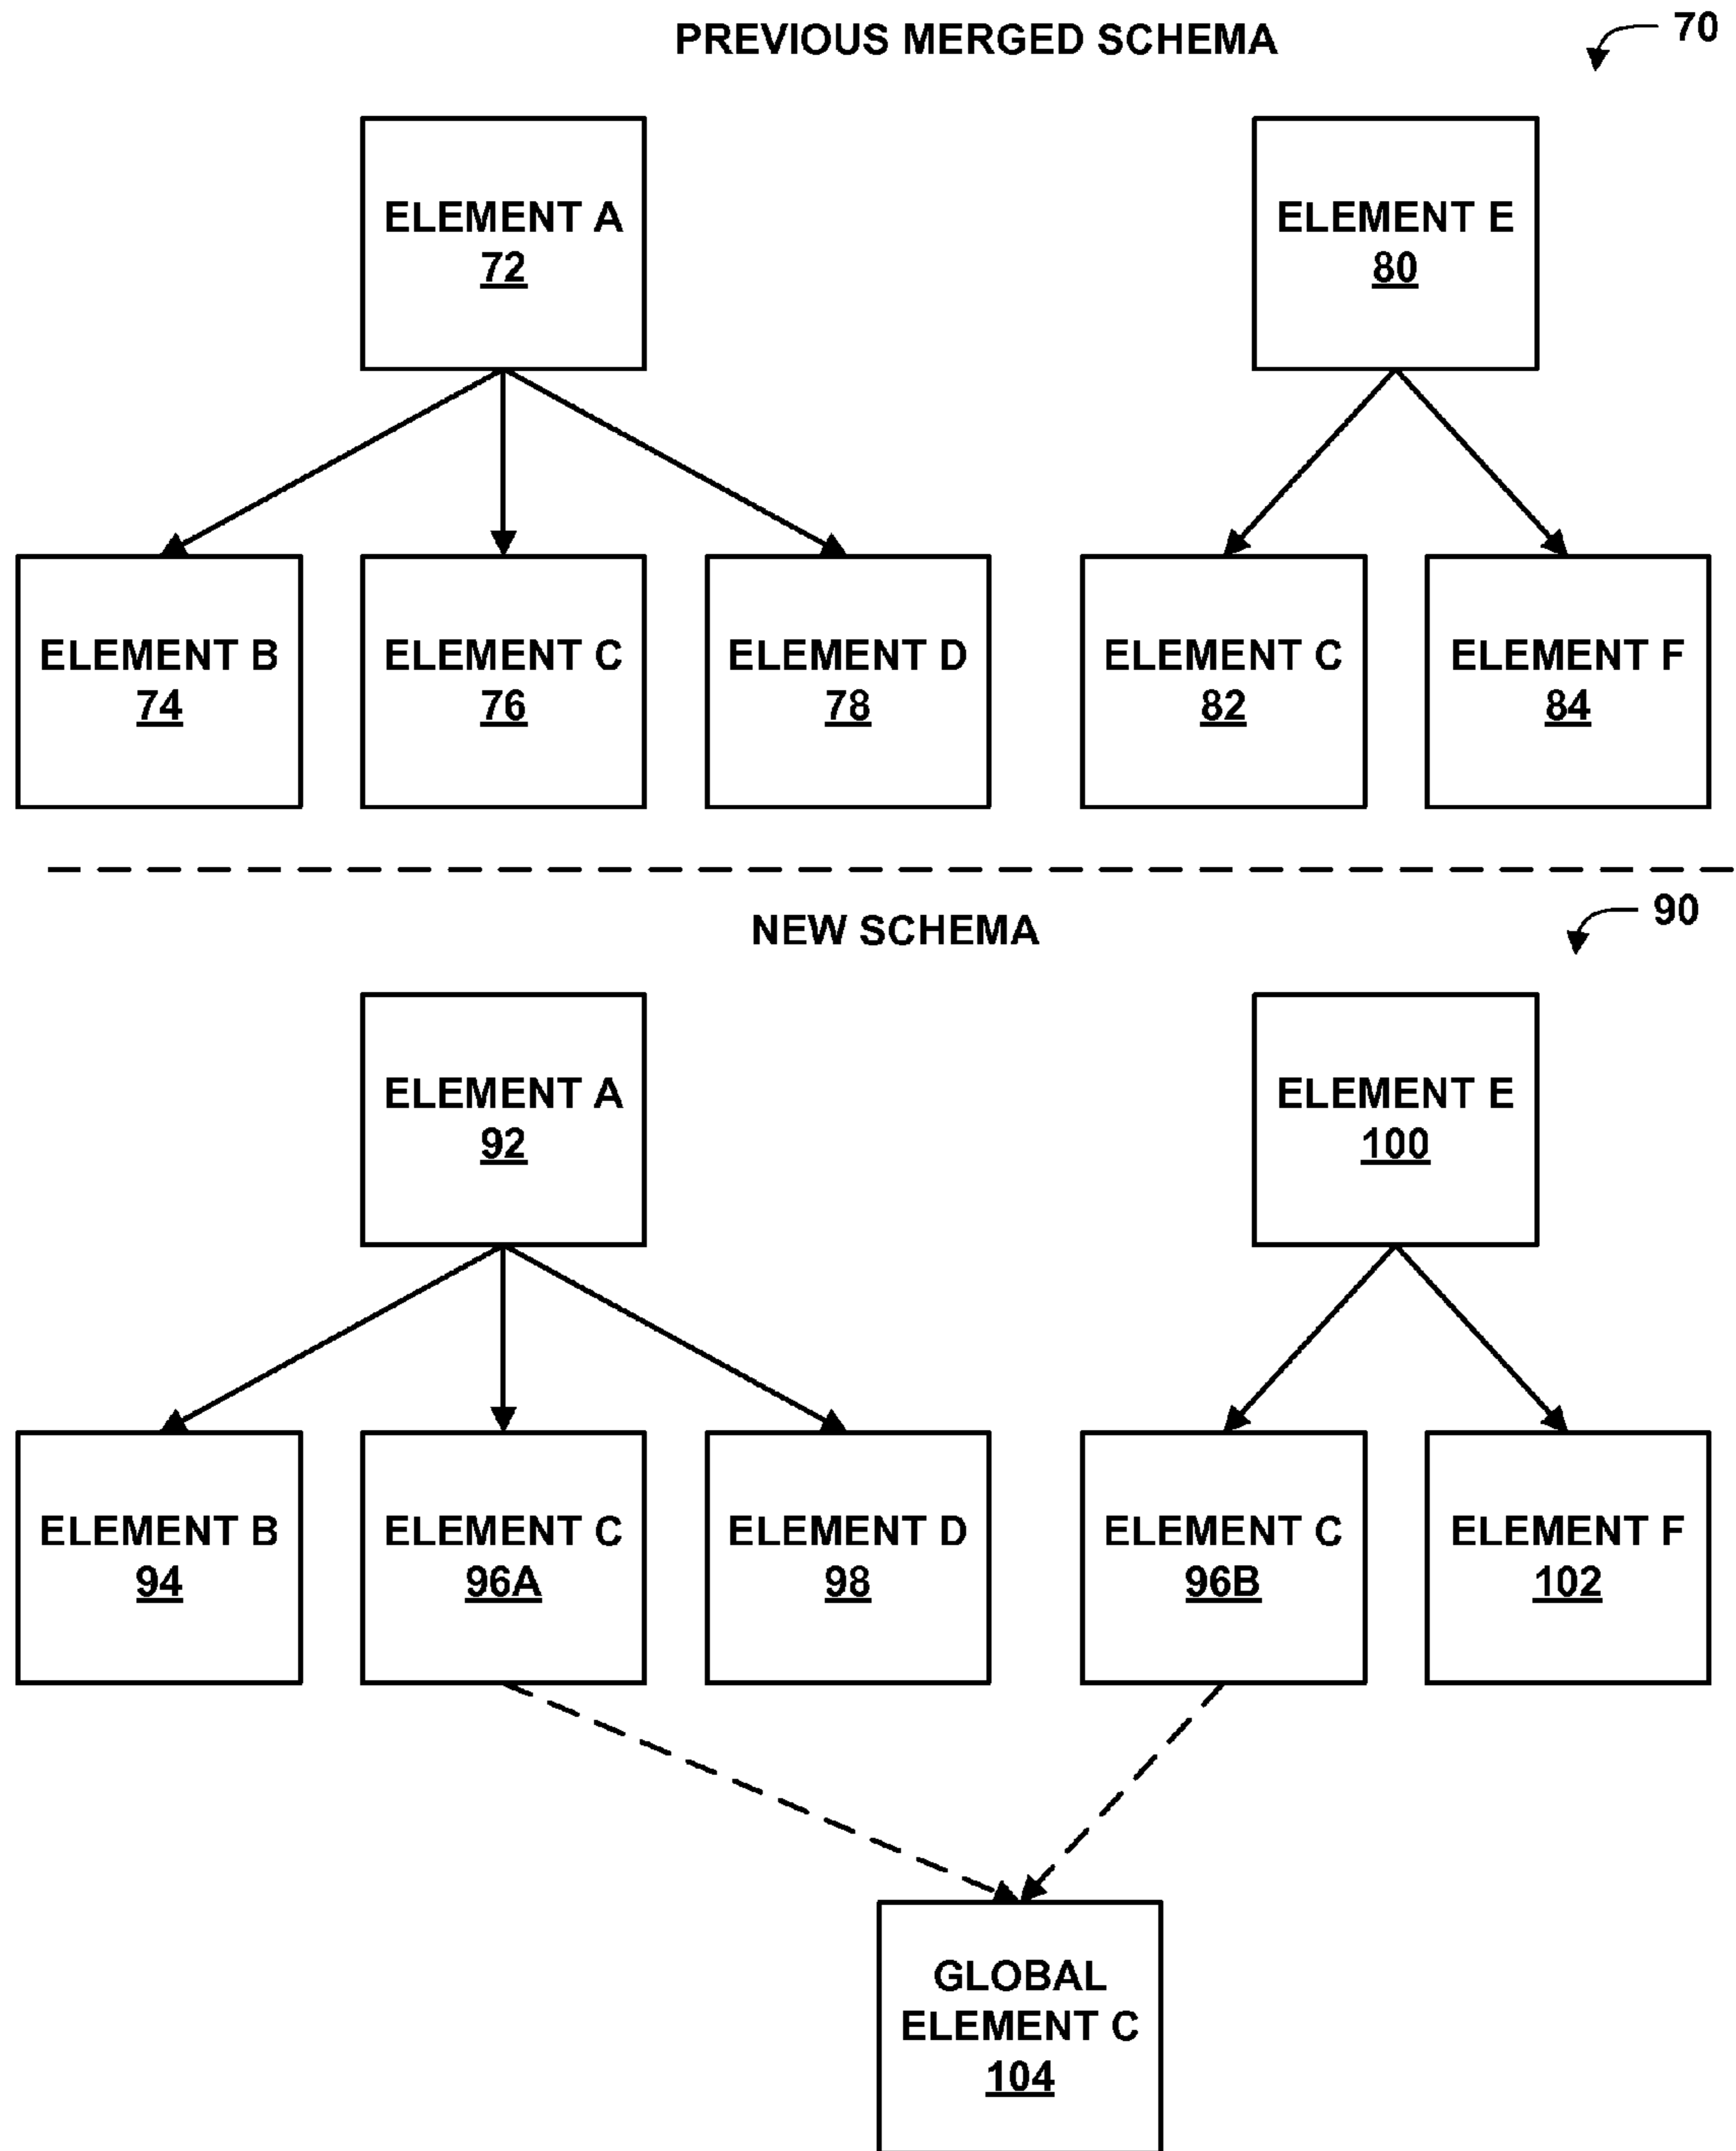 PREVIOUS MERGED SCHEMA
70
ELEMENT A
72
ELEMENT E
80
ELEMENT B
74
ELEMENT C
76
ELEMENT D
78
ELEMENT C
82
ELEMENT F
84
NEW SCHEMA
90
ELEMENT A
92
ELEMENT E
100
ELEMENT B
94
ELEMENT C
96A
ELEMENT D
98
ELEMENT C
96B
ELEMENT F
102
GLOBAL
ELEMENT C
104